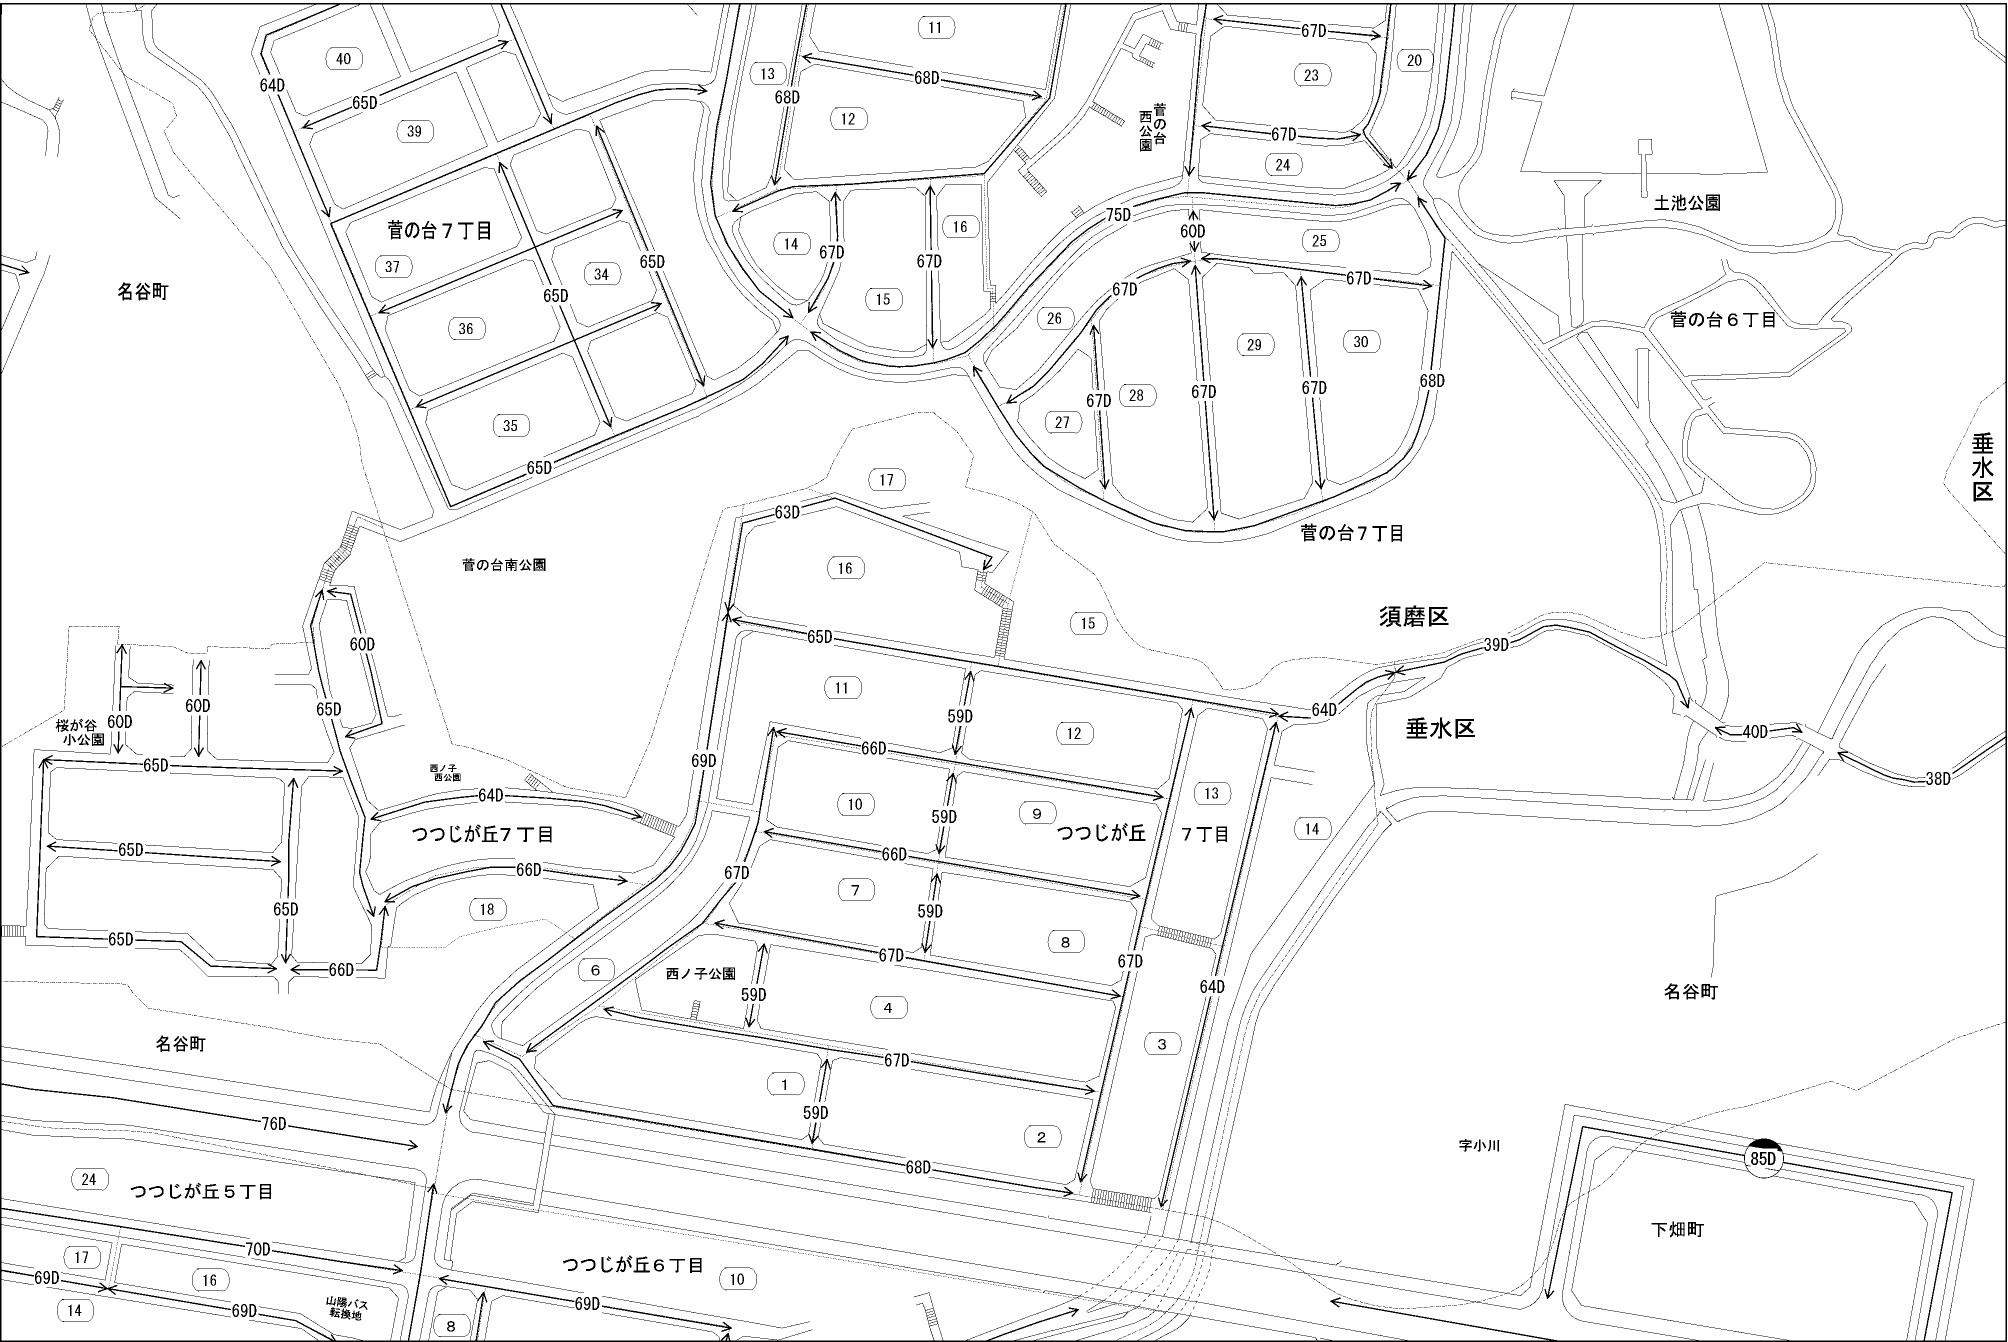 11
67D
20
40
13
23
64D
68D
65D
68D
菅の台
西公園
39
12
67D
24
土池公園
菅の台７丁目
75D
16
60D
25
14
67D
67D
65D
34
37
67D
67D
名谷町
65D
15
26
菅の台６丁目
36
29
30
67D
67D
68D
67D
28
35
27
垂水区
65D
17
63D
菅の台７丁目
菅の台南公園
16
須磨区
15
65D
60D
39D
11
65D
60D
60D
59D
64D
桜が谷
小公園
12
垂水区
40D
66D
69D
65D
西ノ子
西公園
38D
64D
13
10
9
59D
14
つつじが丘７丁目
つつじが丘
７丁目
65D
66D
66D
67D
7
65D
18
59D
65D
8
67D
67D
66D
6
西ノ子公園
64D
59D
名谷町
4
名谷町
3
67D
1
59D
76D
2
字小川
85D
68D
24
つつじが丘５丁目
下畑町
70D
17
つつじが丘６丁目
69D
16
10
14
69D
山陽バス
転換地
69D
8